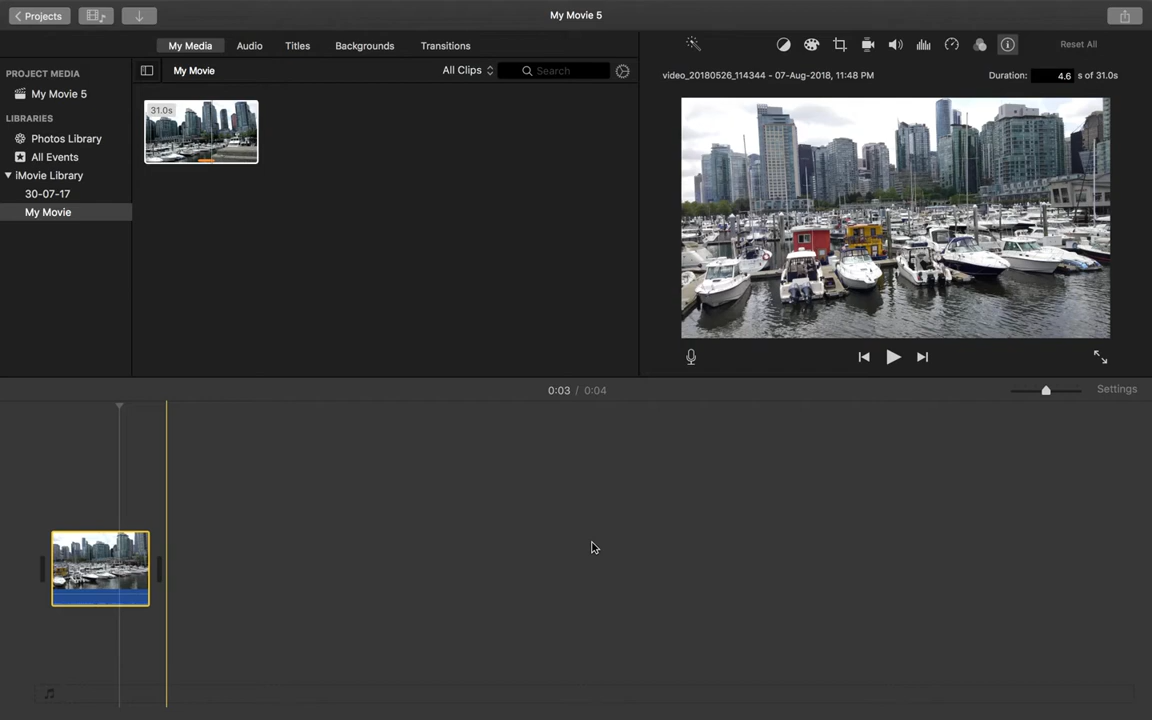 Projects
My Movie 5
My Media Audio Titles Backgrounds Transitions
Reset All
PROJECT MEDIA
My Movie 5
LIBRARIES
Photos Library
All Events
iMovie Library
30-07-17
My Movie
My Movie
All Clips
Search
31.0s
video_20180526_114344 - 07-Aug-2018, 11:48 PM
Duration: 4.6 s of 31.0s
0:03 / 0:04
Settings